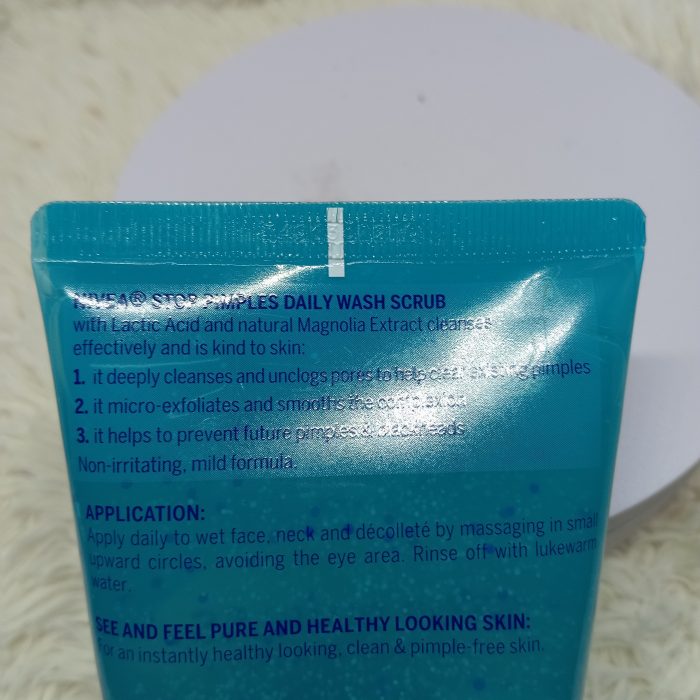 NIVEA® STOP PIMPLES DAILY WASH SCRUB
with Lactic Acid and natural Magnolia Extract cleanses
effectively and is kind to skin:
1. it deeply cleanses and unclogs pores to help clear existing pimples
2. it micro-exfoliates and smooths the complexion
3. it helps to prevent future pimples & blackheads
Non-irritating, mild formula.
APPLICATION:
Apply daily to wet face, neck and décolleté by massaging in small
upward circles, avoiding the eye area. Rinse off with lukewarm
water.
SEE AND FEEL PURE AND HEALTHY LOOKING SKIN:
For an instantly healthy looking, clean & pimple-free skin.